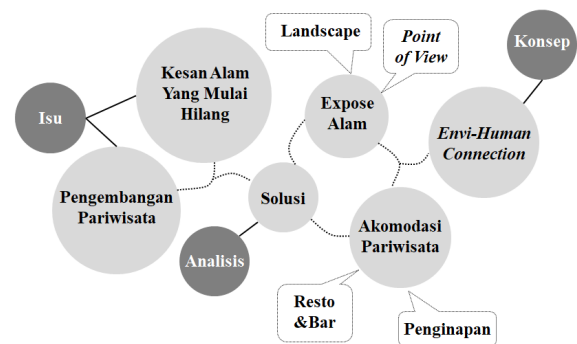 Isu
Kesan Alam
Yang Mulai
Hilang
Pengembangan
Pariwisata
Solusi
Analisis
Landscape
Point
of View
Expose
Alam
Akomodasi
Pariwisata
Resto
&Bar
Penginapan
Envi-Human
Connection
Konsep